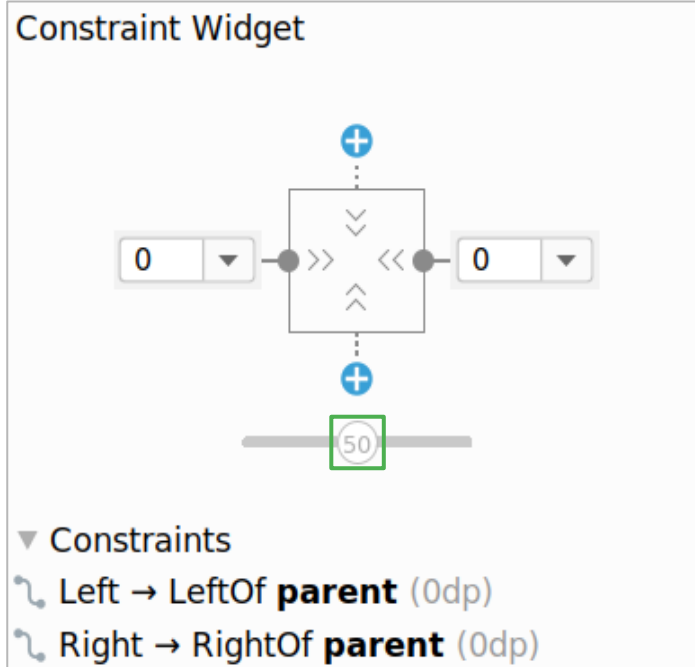 Constraint Widget
0 0
50
Constraints
Left → LeftOf parent (0dp)
Right → RightOf parent (0dp)